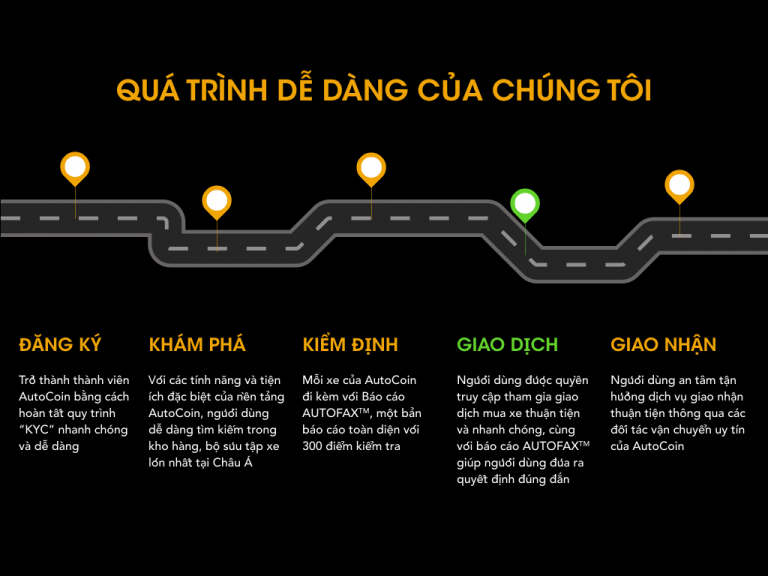 QUÁ TRÌNH DỄ DÀNG CỦA CHÚNG TÔI
ĐĂNG KÝ
Trở thành thành viên
AutoCoin bằng cách
hoàn tất quy trình
“KYC” nhanh chóng
và dễ dàng
KHÁM PHÁ
Với các tính năng và tiện
ích đặc biệt của nền tảng
AutoCoin, người dùng
dễ dàng tìm kiếm trong
kho hàng, bộ sưu tập xe
lớn nhất tại Châu Á
KIỂM ĐỊNH
Mỗi xe của AutoCoin
đi kèm với Báo cáo
AUTOFAX™, một bản
báo cáo toàn diện với
300 điểm kiểm tra
GIAO DỊCH
Người dùng được quyền
truy cập tham gia giao
dịch mua xe thuận tiện
và nhanh chóng, cùng
với báo cáo AUTOFAX™
giúp người dùng đưa ra
quyết định đúng đắn
GIAO NHẬN
Người dùng an tâm tận
hưởng dịch vụ giao nhận
thuận tiện thông qua các
đối tác vận chuyển uy tín
của AutoCoin